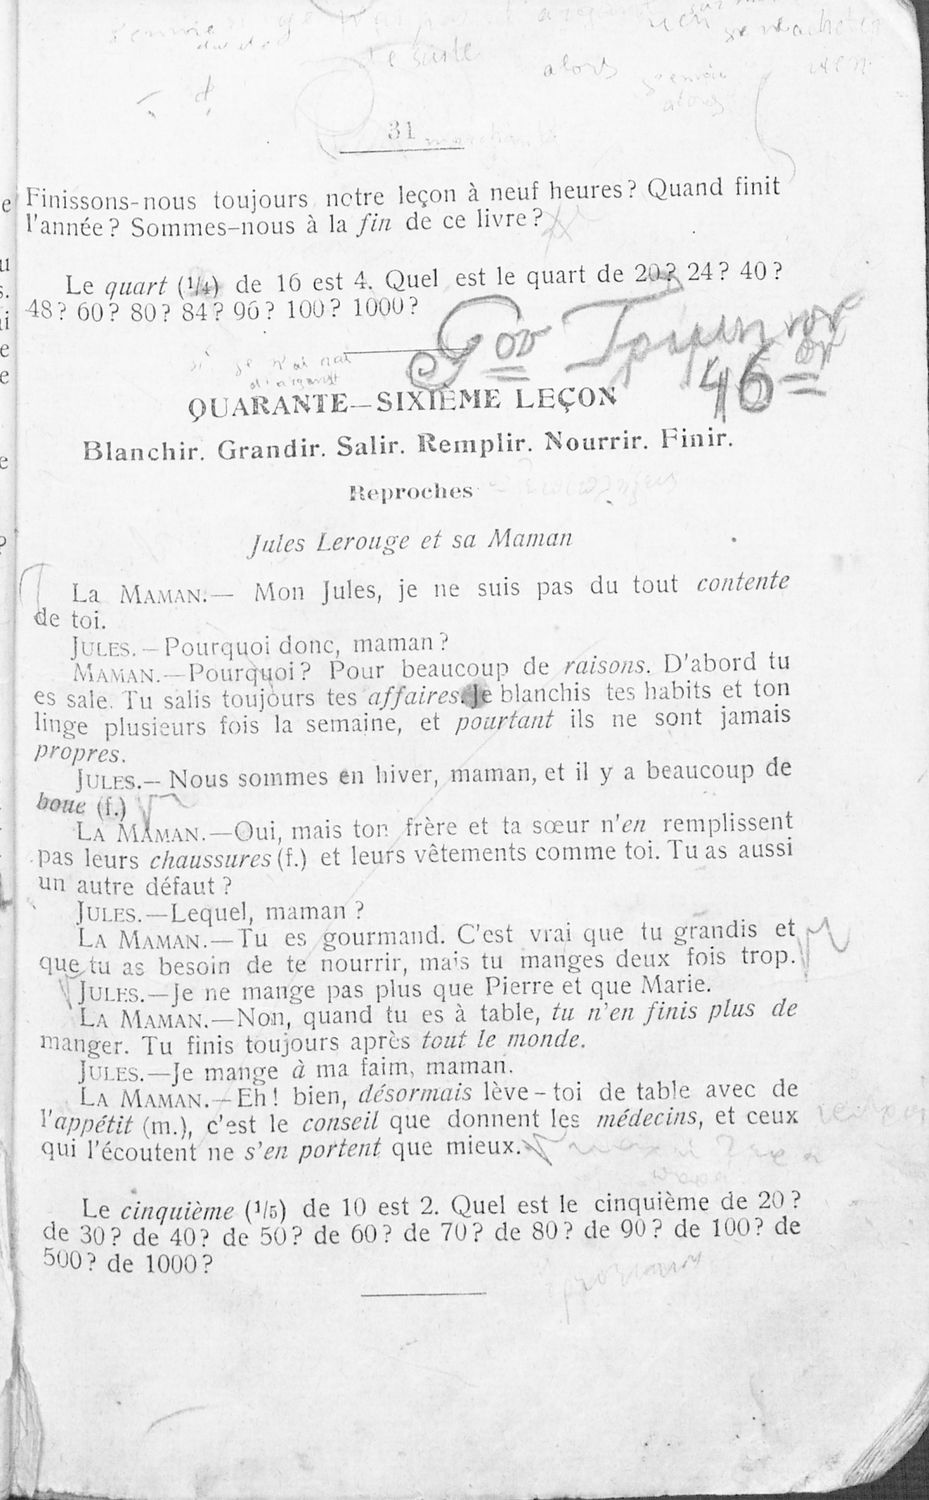 de suite
alors
alors
31
Finissons-nous toujours notre leçon à neuf heures? Quand finit
l'année? Sommes-nous à la fin de ce livre?
Le quart (1/4) de 16 est 4. Quel est le quart de 20? 24? 40?
48? 60? 80? 84? 96? 100? 1000?
46
QUARANTE—SIXIÈME LEÇON
Blanchir. Grandir. Salir. Remplir. Nourrir. Finir.
Reproches
Jules Lerouge et sa Maman
LA MAMAN.— Mon Jules, je ne suis pas du tout contente
de toi.
JULES.—Pourquoi donc, maman?
MAMAN.—Pourquoi? Pour beaucoup de raisons. D'abord tu
es sale. Tu salis toujours tes affaires. Je blanchis tes habits et ton
linge plusieurs fois la semaine, et pourtant ils ne sont jamais
propres.
JULES.— Nous sommes en hiver, maman, et il y a beaucoup de
boue (f.)
LA MAMAN.—Oui, mais ton frère et ta sœur n'en remplissent
pas leurs chaussures (f.) et leurs vêtements comme toi. Tu as aussi
un autre défaut?
JULES.—Lequel, maman?
LA MAMAN.—Tu es gourmand. C'est vrai que tu grandis et
que tu as besoin de te nourrir, mais tu manges deux fois trop.
JULES.—Je ne mange pas plus que Pierre et que Marie.
LA MAMAN.—Non, quand tu es à table, tu n'en finis plus de
manger. Tu finis toujours après tout le monde.
JULES.—Je mange à ma faim, maman.
LA MAMAN.—Eh! bien, désormais lève-toi de table avec de
l'appétit (m.), c'est le conseil que donnent les médecins, et ceux
qui l'écoutent ne s'en portent que mieux.
Le cinquième (1/5) de 10 est 2. Quel est le cinquième de 20?
de 30? de 40? de 50? de 60? de 70? de 80? de 90? de 100? de
500? de 1000?